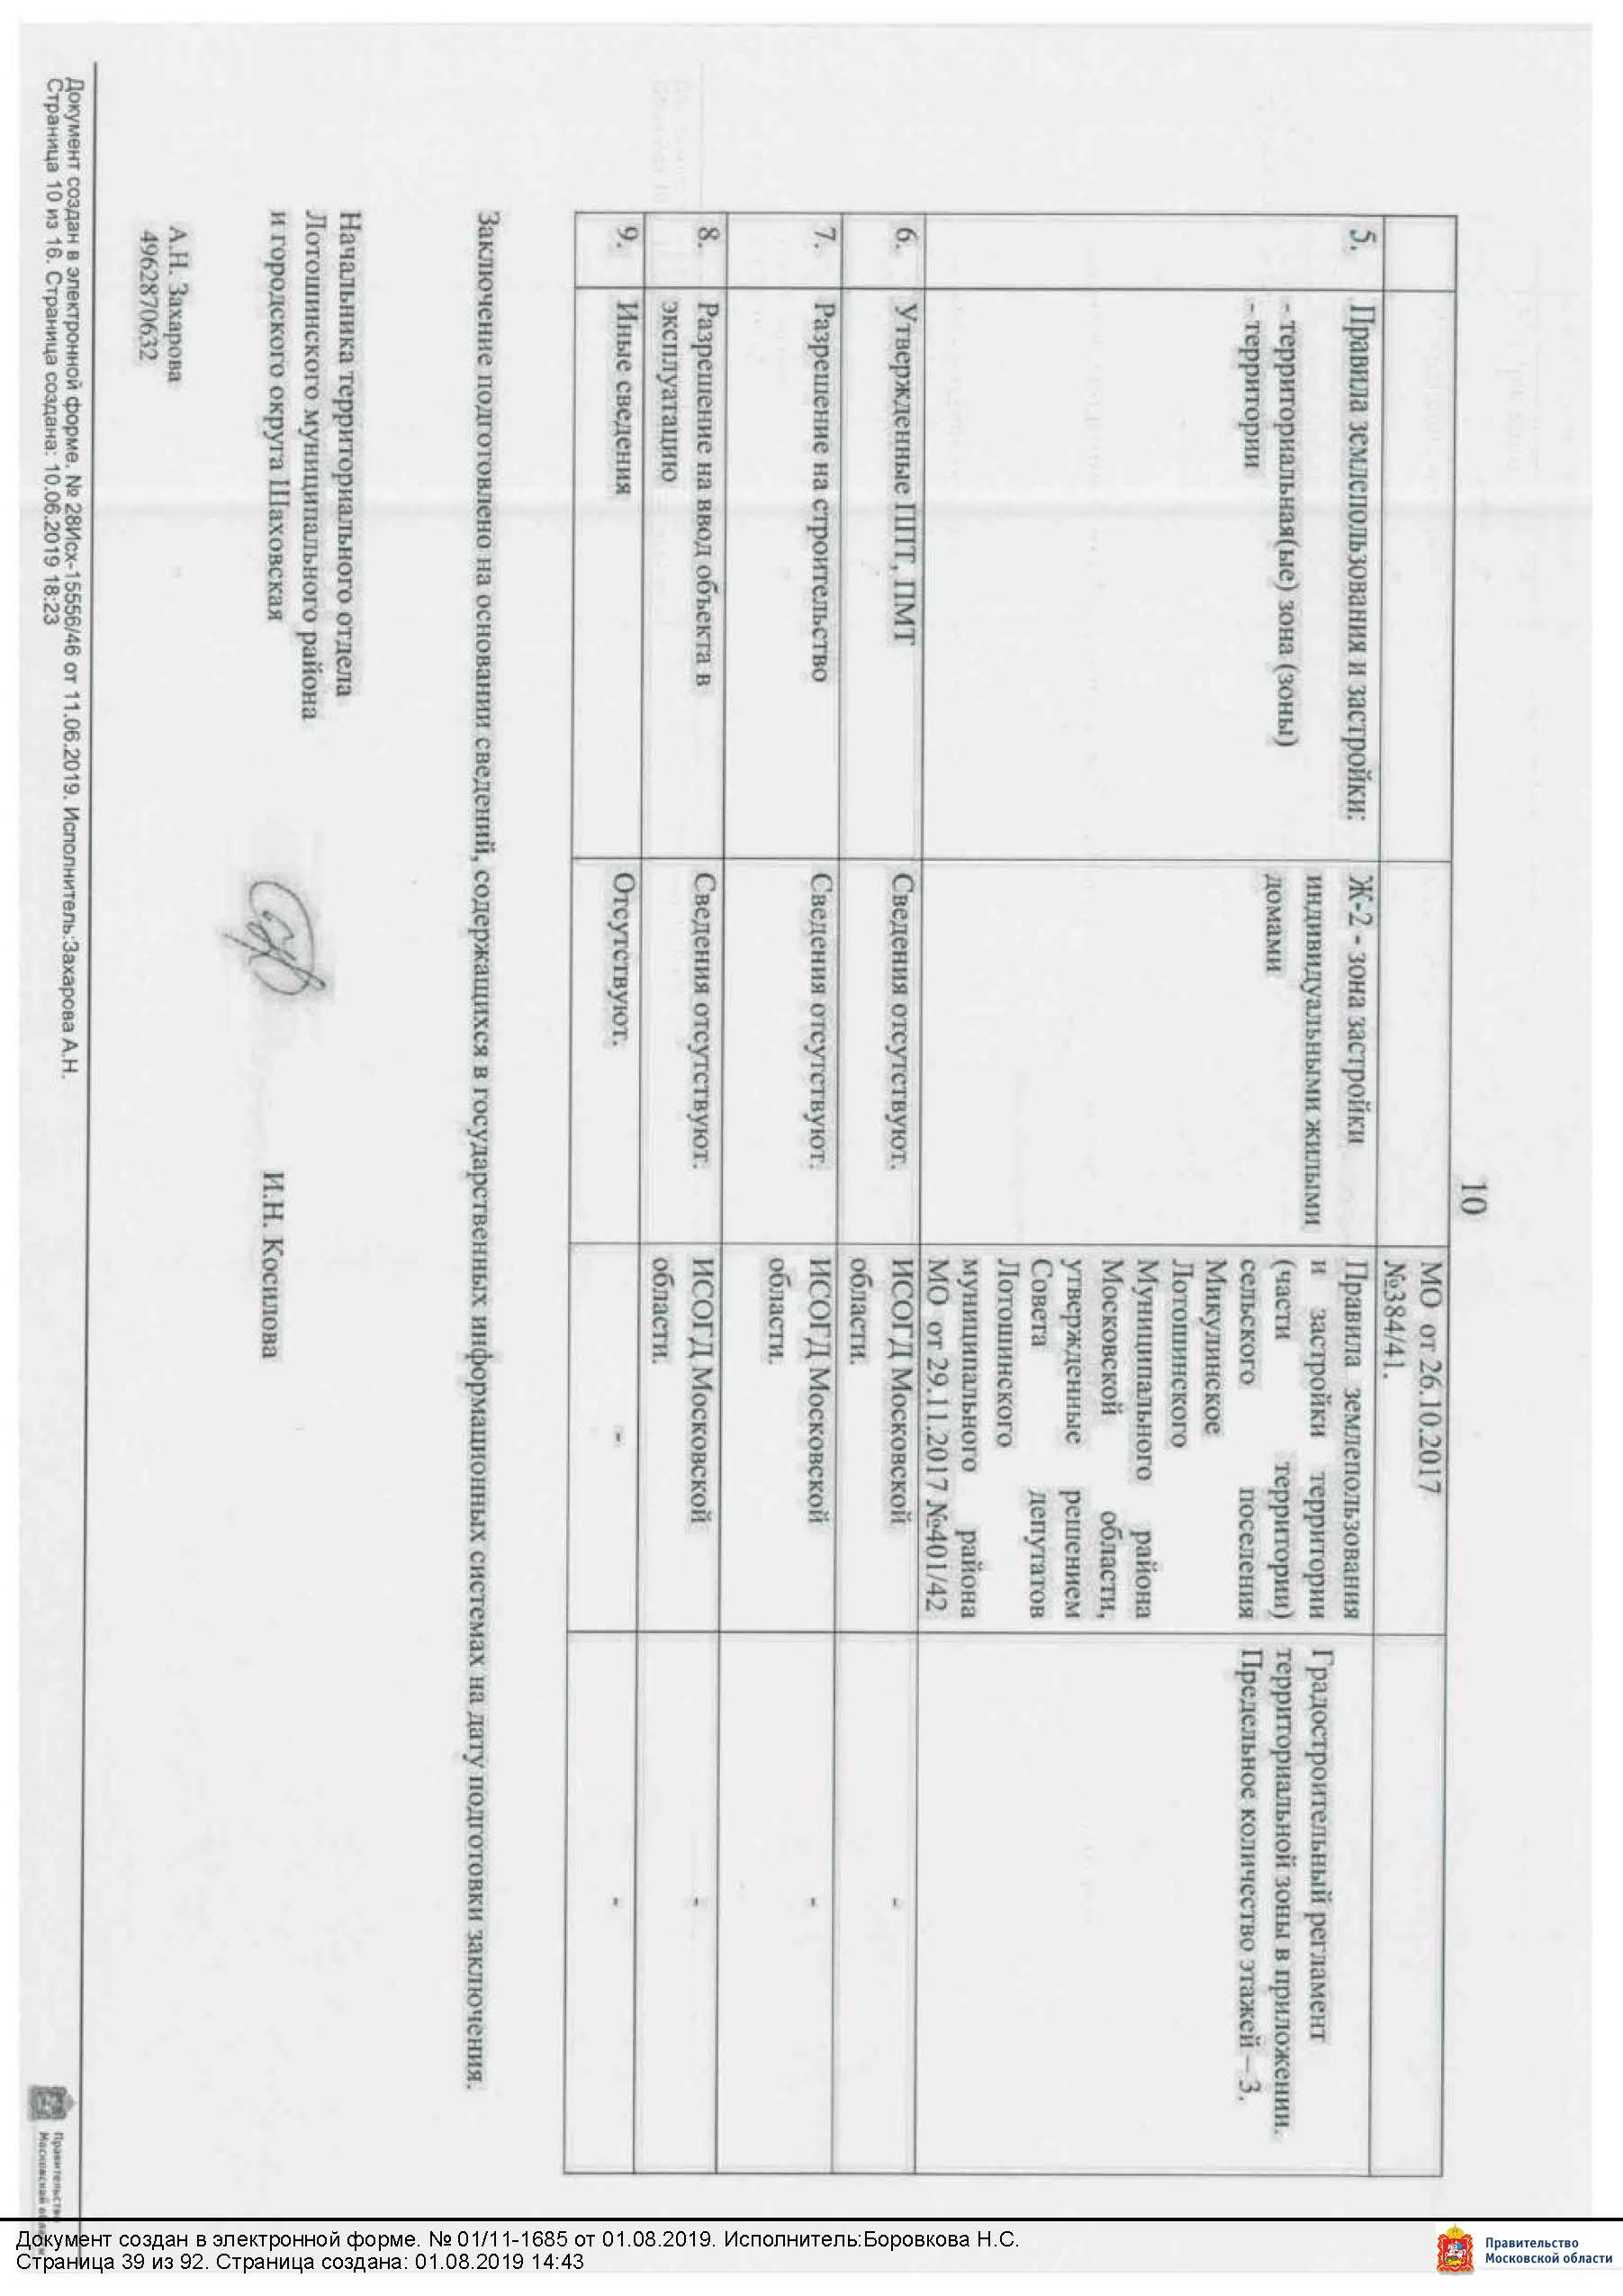 10
МО от 26.10.2017
№384/41.
5.
Правила землепользования и застройки:
- территориальная(ые) зона (зоны)
- территории
Ж-2 - зона застройки
индивидуальными жилыми
домами
Правила землепользования
и застройки территории
(части территории)
сельского поселения
Микулинское
Лотошинского
Муниципального района
Московской области,
утвержденные решением
Совета депутатов
Лотошинского
муниципального района
МО от 29.11.2017 №401/42
Градостроительный регламент
территориальной зоны в приложении.
Предельное количество этажей – 3.
6.
Утвержденные ППТ, ПМТ
Сведения отсутствуют.
ИСОГД Московской
области.
-
7.
Разрешение на строительство
Сведения отсутствуют.
ИСОГД Московской
области.
-
8.
Разрешение на ввод объекта в
эксплуатацию
Сведения отсутствуют.
ИСОГД Московской
области.
-
9.
Иные сведения
Отсутствуют.
-
-
Заключение подготовлено на основании сведений, содержащихся в государственных информационных системах на дату подготовки заключения.
Начальника территориального отдела
Лотошинского муниципального района
и городского округа Шаховская
И.Н. Косилова
А.Н. Захарова
4962870632
Документ создан в электронной форме. № 28Исх-15556/46 от 11.06.2019. Исполнитель:Захарова А.Н.
Страница 10 из 16. Страница создана: 10.06.2019 18:23
Правительство
Московской области
Документ создан в электронной форме. № 01/11-1685 от 01.08.2019. Исполнитель:Боровкова Н.С.
Страница 39 из 92. Страница создана: 01.08.2019 14:43
Правительство
Московской области